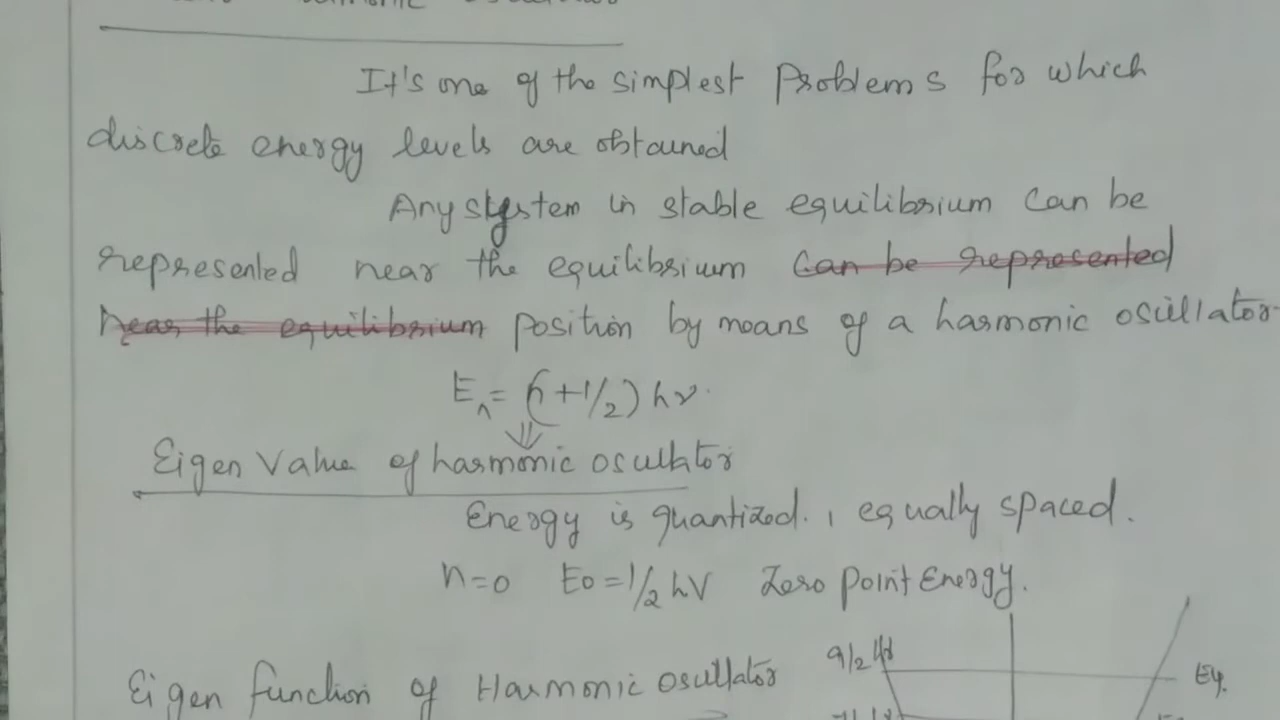 It's one of the simplest Problems for which
discrete energy levels are obtained
Any system in stable equilibrium can be
represented near the equilibrium can be represented
near the equilibrium position by means of a harmonic oscillator
En = (n+1/2) hν
⇓
Eigen Value of harmonic oscillator
Energy is quantized. , equally spaced.
n=0 E0 = 1/2 hν Zero Point Energy.
9/2
E4.
Eigen function of Harmonic oscillator